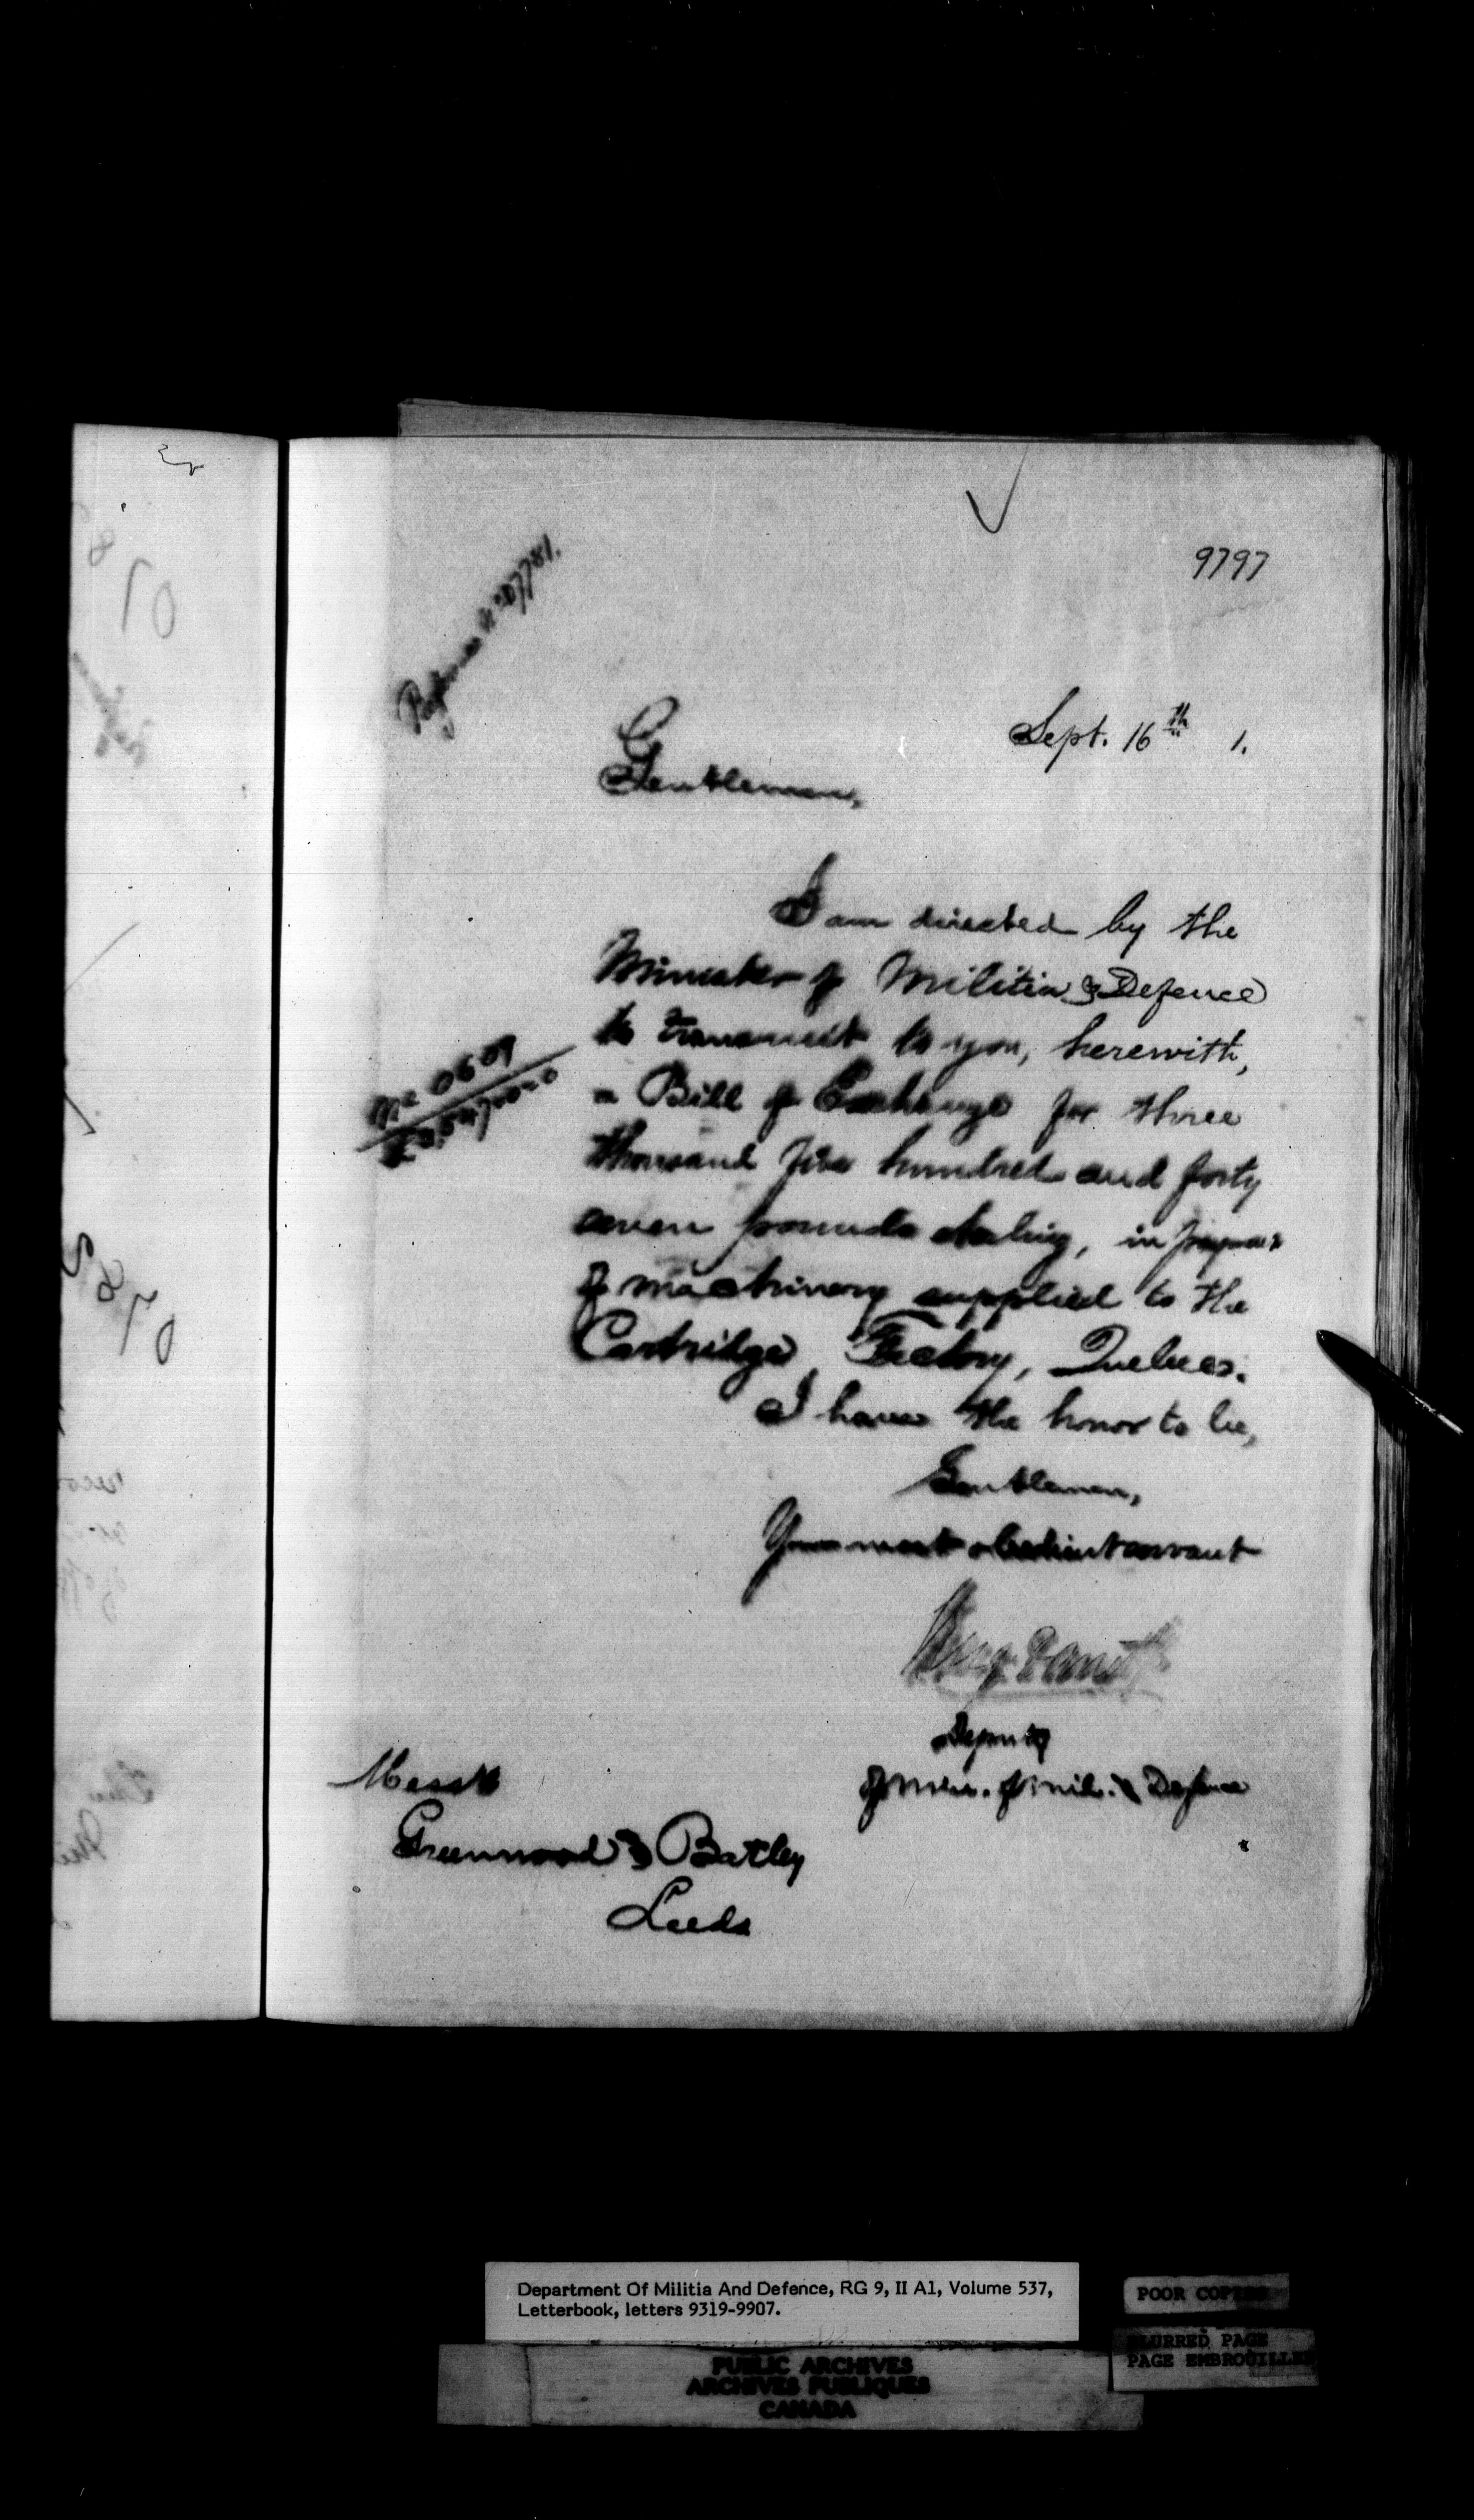 9797
Sept. 16th 1.
Gentlemen,
I am directed by the
Minister of Militia & Defence
to transmit to you, herewith,
a Bill of Exchange for three
thousand five hundred and forty
seven pounds sterling, in
of machinery supplied to the
Cartridge Factory, Quebec.
I have the honor to be,
Gentlemen,
Your most obedient servant
Deputy
of Min. of Mil. & Defence
Messrs
Greenwood & Batley
Leeds
Department Of Militia And Defence, RG 9, II A1, Volume 537,
Letterbook, letters 9319-9907.
POOR COPIES
BLURRED PAGE
PAGE EMBROUILLEE
PUBLIC ARCHIVES
ARCHIVES PUBLIQUES
CANADA